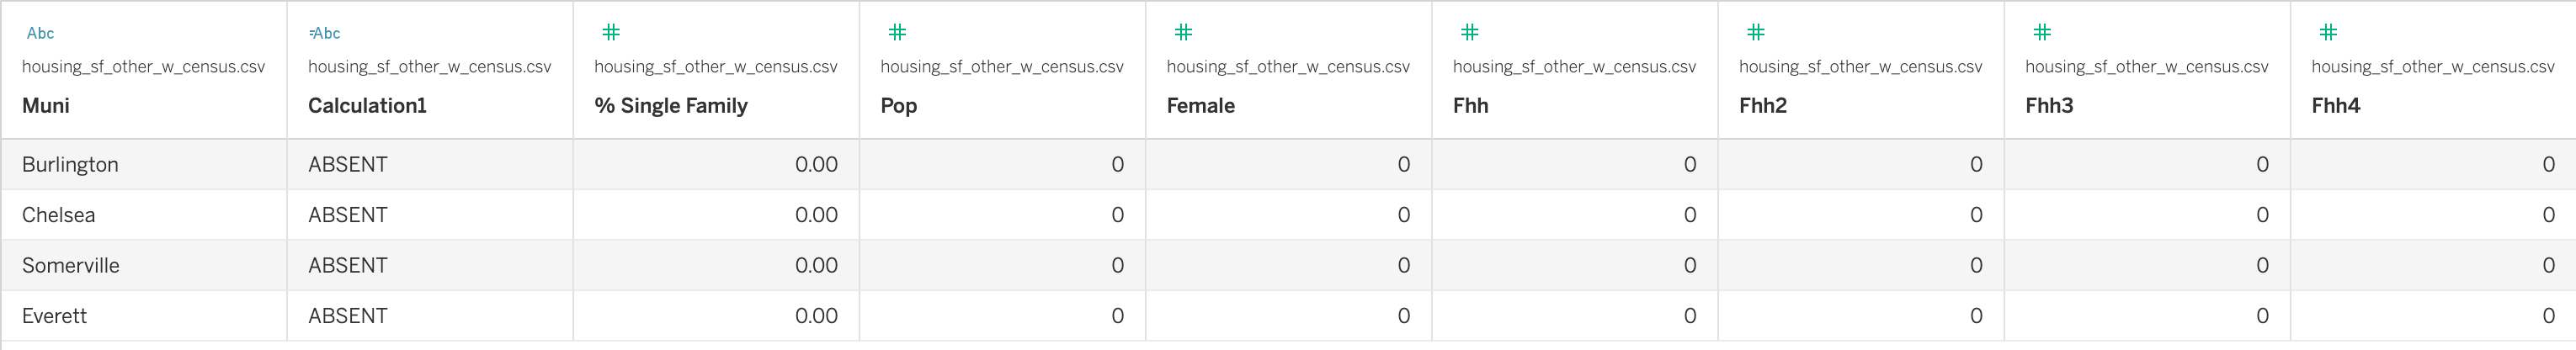 Abc =Abc # # # # # # #
housing_sf_other_w_census.csv housing_sf_other_w_census.csv housing_sf_other_w_census.csv housing_sf_other_w_census.csv housing_sf_other_w_census.csv housing_sf_other_w_census.csv housing_sf_other_w_census.csv housing_sf_other_w_census.csv housing_sf_other_w_census.csv
Muni Calculation1 % Single Family Pop Female Fhh Fhh2 Fhh3 Fhh4
Burlington ABSENT 0.00 0 0 0 0 0 0
Chelsea ABSENT 0.00 0 0 0 0 0 0
Somerville ABSENT 0.00 0 0 0 0 0 0
Everett ABSENT 0.00 0 0 0 0 0 0